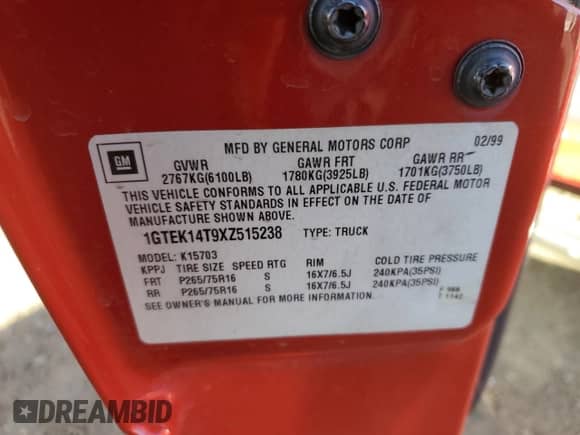 MFD BY GENERAL MOTORS CORP 02/99
GM
GVWR GAWR FRT GAWR RR
2767KG(6100LB) 1780KG(3925LB) 1701KG(3750LB)
THIS VEHICLE CONFORMS TO ALL APPLICABLE U.S. FEDERAL MOTOR
VEHICLE SAFETY STANDARDS IN EFFECT ON THE DATE OF
MANUFACTURE SHOWN ABOVE.
1GTEK14T9XZ515238 TYPE: TRUCK
MODEL: K15703
KPPJ TIRE SIZE SPEED RTG RIM COLD TIRE PRESSURE
FRT P265/75R16 S 16X7/6.5J 240KPA(35PSI)
RR P265/75R16 S 16X7/6.5J 240KPA(35PSI)
SEE OWNER'S MANUAL FOR MORE INFORMATION.
DREAMBID